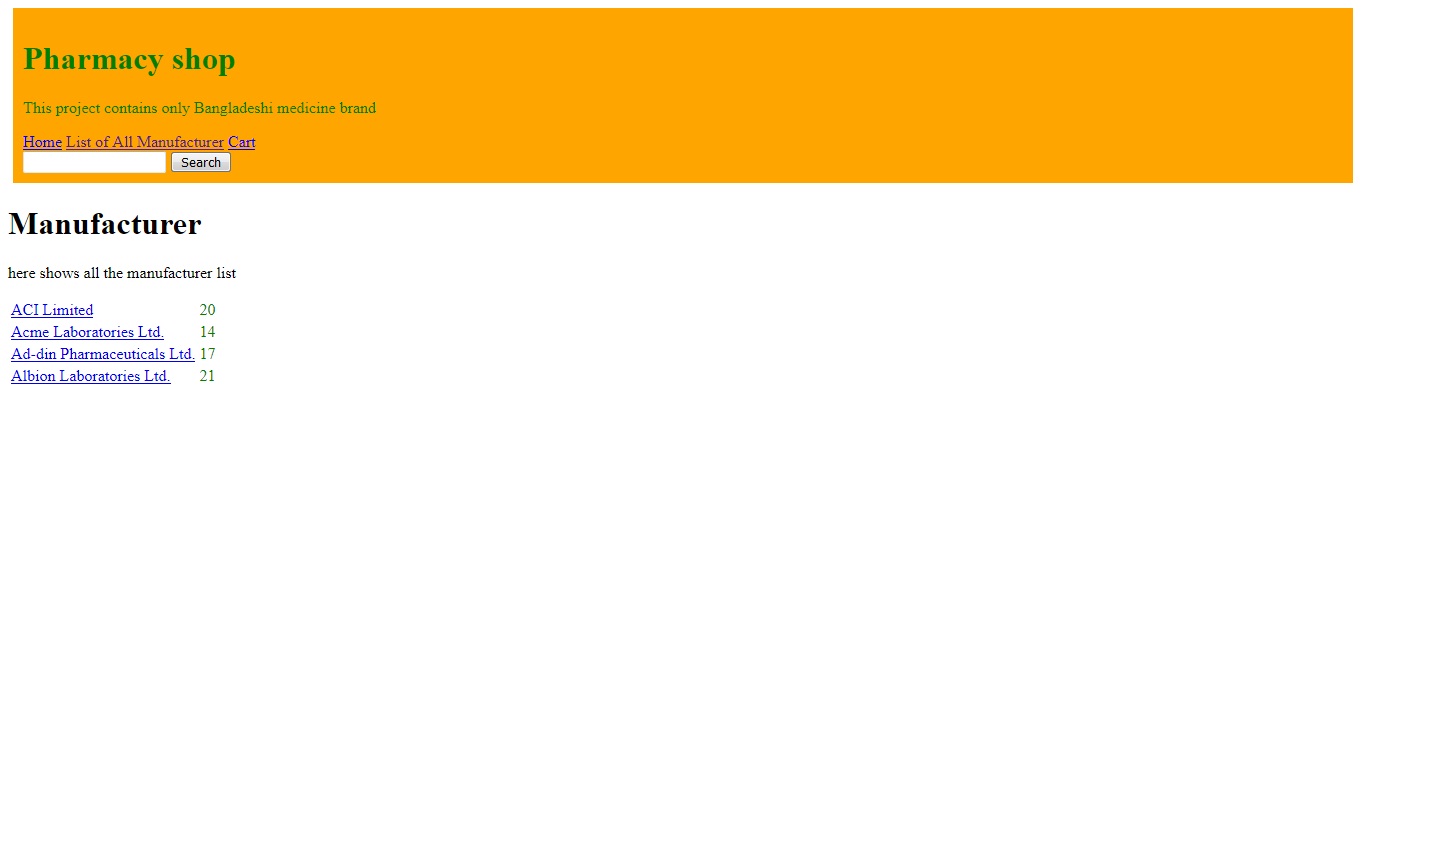 Pharmacy shop
This project contains only Bangladeshi medicine brand
Home List of All Manufacturer Cart
Search
Manufacturer
here shows all the manufacturer list
ACI Limited 20
Acme Laboratories Ltd. 14
Ad-din Pharmaceuticals Ltd. 17
Albion Laboratories Ltd. 21